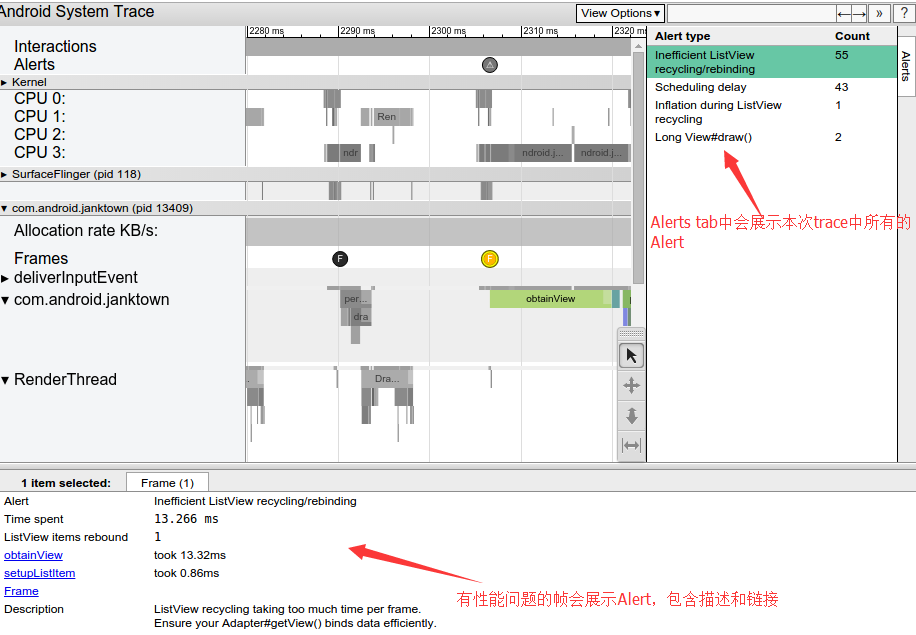 Android System Trace
View Options▾
←
→
»
?
2280 ms
2290 ms
2300 ms
2310 ms
2320 m
Interactions
Alerts
▸ Kernel
CPU 0:
CPU 1:
Ren
CPU 2:
CPU 3:
ndr
ndroid.j...
ndroid.j...
▸ SurfaceFlinger (pid 118)
▾ com.android.janktown (pid 13409)
Allocation rate KB/s:
Frames
F
F
▸ deliverInputEvent
▾ com.android.janktown
per...
obtainView
dra
▾ RenderThread
Dra...
Alert type
Count
Inefficient ListView recycling/rebinding
55
Scheduling delay
43
Inflation during ListView recycling
1
Long View#draw()
2
Alerts
Alerts tab中会展示本次trace中所有的
Alert
1 item selected:
Frame (1)
Alert
Inefficient ListView recycling/rebinding
Time spent
13.266 ms
ListView items rebound
1
obtainView
took 13.32ms
setupListItem
took 0.86ms
Frame
Description
ListView recycling taking too much time per frame.
Ensure your Adapter#getView() binds data efficiently.
有性能问题的帧会展示Alert，包含描述和链接